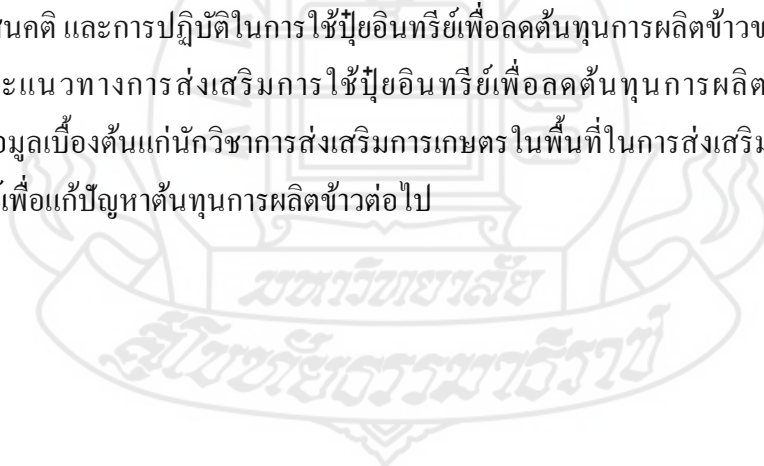 สนคติ และการปฏิบัติในการใช้ปุ๋ยอินทรีย์เพื่อลดต้นทุนการผลิตข้าวข
ะแนวทางการส่งเสริมการใช้ปุ๋ยอินทรีย์เพื่อลดต้นทุนการผลิต
อมูลเบื้องต้นแก่นักวิชาการส่งเสริมการเกษตรในพื้นที่ในการส่งเสริม
์เพื่อแก้ปัญหาต้นทุนการผลิตข้าวต่อไป
มหาวิทยาลัย
สุโขทัยธรรมาธิราช